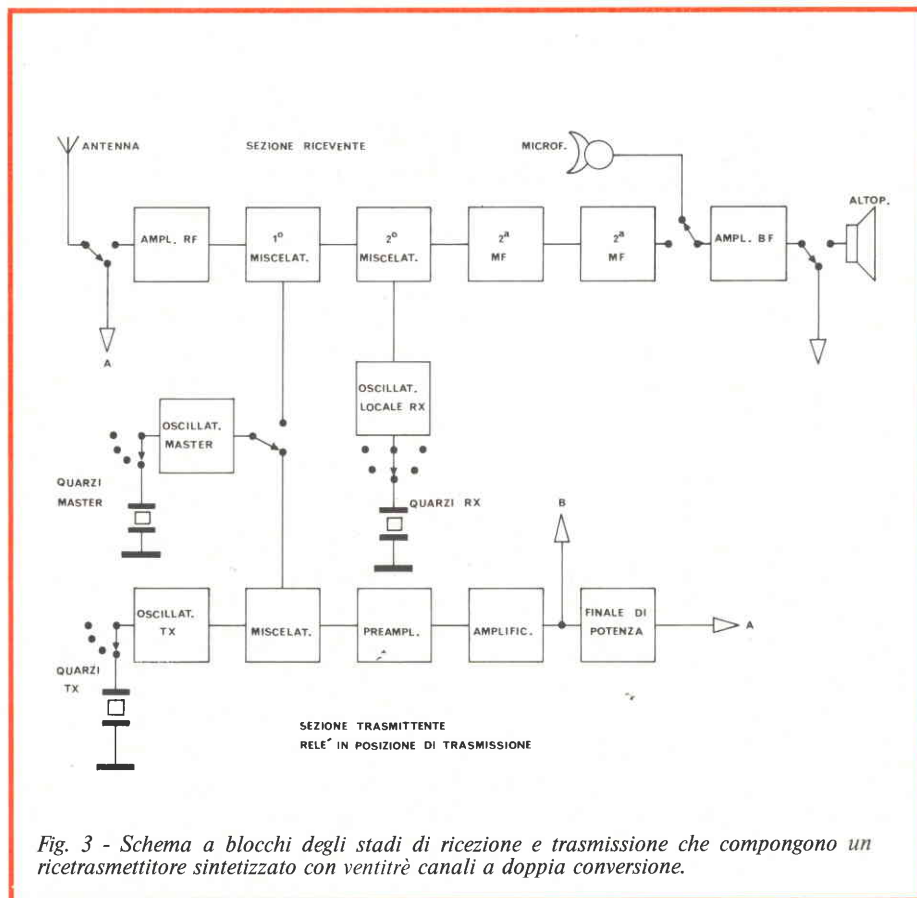 ANTENNA
SEZIONE RICEVENTE
MICROF.
ALTOP.
AMPL. RF
1º
MISCELAT.
2º
MISCELAT.
2ª
MF
2ª
MF
AMPL. BF
A
OSCILLAT.
MASTER
OSCILLAT.
LOCALE RX
QUARZI
MASTER
QUARZI RX
B
OSCILLAT.
TX
MISCELAT.
PREAMPL.
AMPLIFIC.
FINALE DI
POTENZA
A
QUARZI
TX
SEZIONE TRASMITTENTE
RELE´ IN POSIZIONE DI TRASMISSIONE
Fig. 3 - Schema a blocchi degli stadi di ricezione e trasmissione che compongono un
ricetrasmettitore sintetizzato con ventitrè canali a doppia conversione.